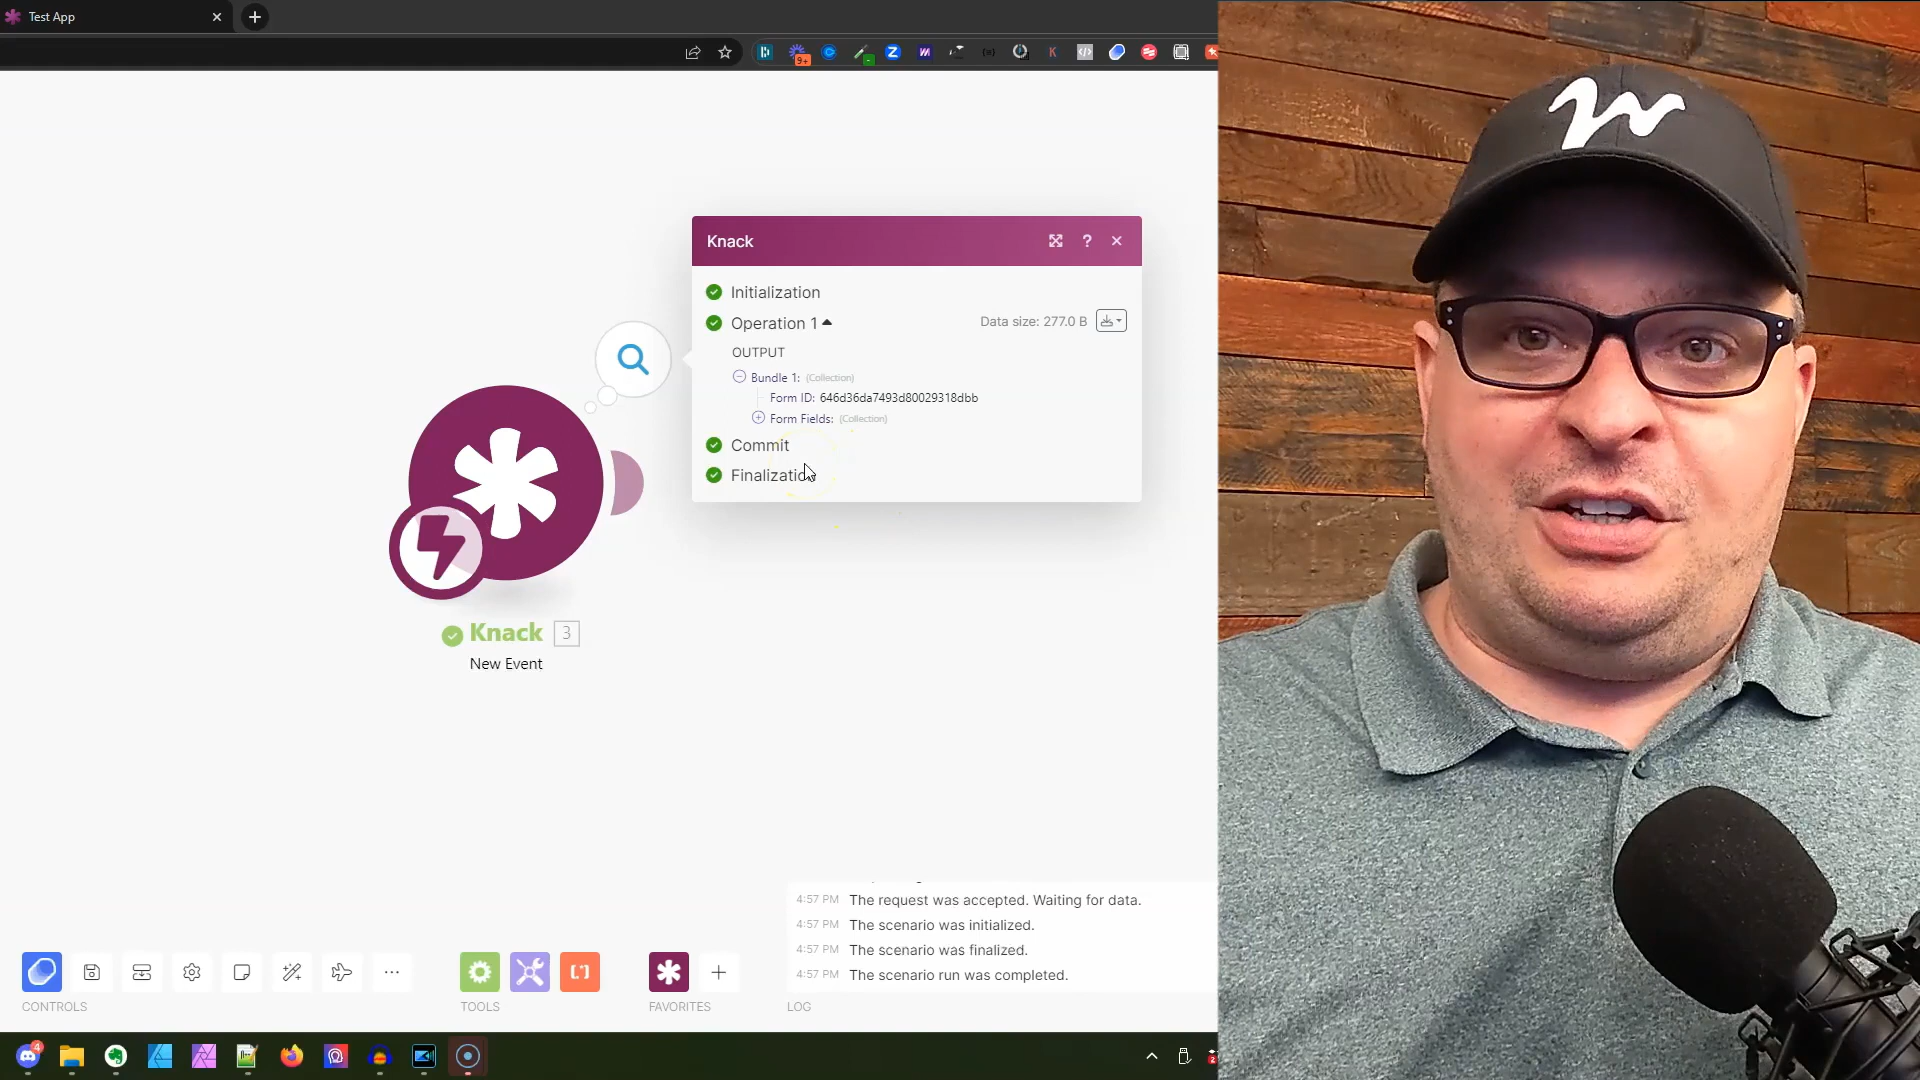 Test App
9+
Knack
?
Initialization
Operation 1
Data size: 277.0 B
OUTPUT
Bundle 1: (Collection)
Form ID: 646d36da7493d80029318dbb
Form Fields: (Collection)
Commit
Finalization
Knack 3
New Event
4:57 PM The request was accepted. Waiting for data.
4:57 PM The scenario was initialized.
4:57 PM The scenario was finalized.
4:57 PM The scenario run was completed.
CONTROLS
TOOLS
FAVORITES
LOG
4
2